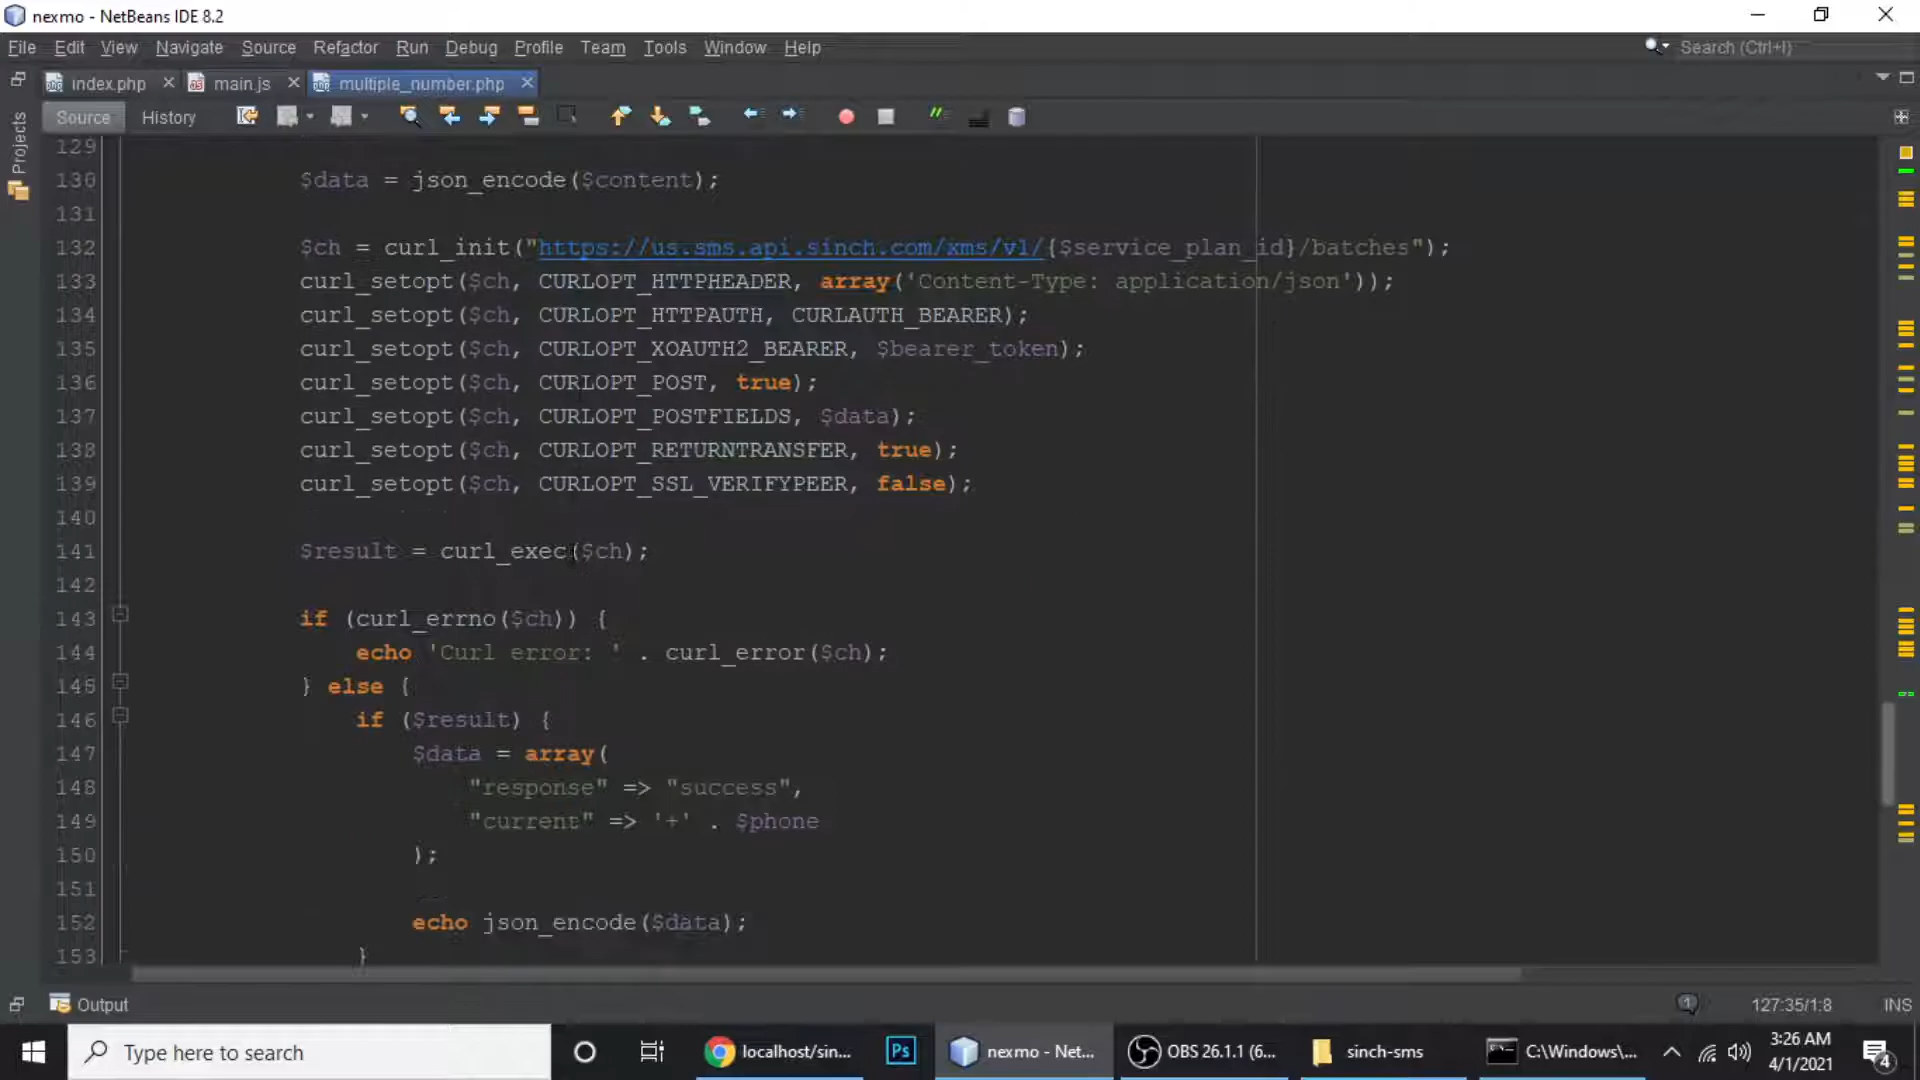 nexmo - NetBeans IDE 8.2
File Edit View Navigate Source Refactor Run Debug Profile Team Tools Window Help
Search (Ctrl+I)
index.php main.js multiple_number.php
Source History
Projects
129
130 $data = json_encode($content);
131
132 $ch = curl_init("https://us.sms.api.sinch.com/xms/v1/{$service_plan_id}/batches");
133 curl_setopt($ch, CURLOPT_HTTPHEADER, array('Content-Type: application/json'));
134 curl_setopt($ch, CURLOPT_HTTPAUTH, CURLAUTH_BEARER);
135 curl_setopt($ch, CURLOPT_XOAUTH2_BEARER, $bearer_token);
136 curl_setopt($ch, CURLOPT_POST, true);
137 curl_setopt($ch, CURLOPT_POSTFIELDS, $data);
138 curl_setopt($ch, CURLOPT_RETURNTRANSFER, true);
139 curl_setopt($ch, CURLOPT_SSL_VERIFYPEER, false);
140
141 $result = curl_exec($ch);
142
143 if (curl_errno($ch)) {
144 echo 'Curl error: ' . curl_error($ch);
145 } else {
146 if ($result) {
147 $data = array(
148 "response" => "success",
149 "current" => '+' . $phone
150 );
151
152 echo json_encode($data);
153 }
Output
1
127:35/1:8 INS
Type here to search
localhost/sin...
Ps
nexmo - Net...
OBS 26.1.1 (6...
sinch-sms
C:\Windows\...
3:26 AM
4/1/2021
4